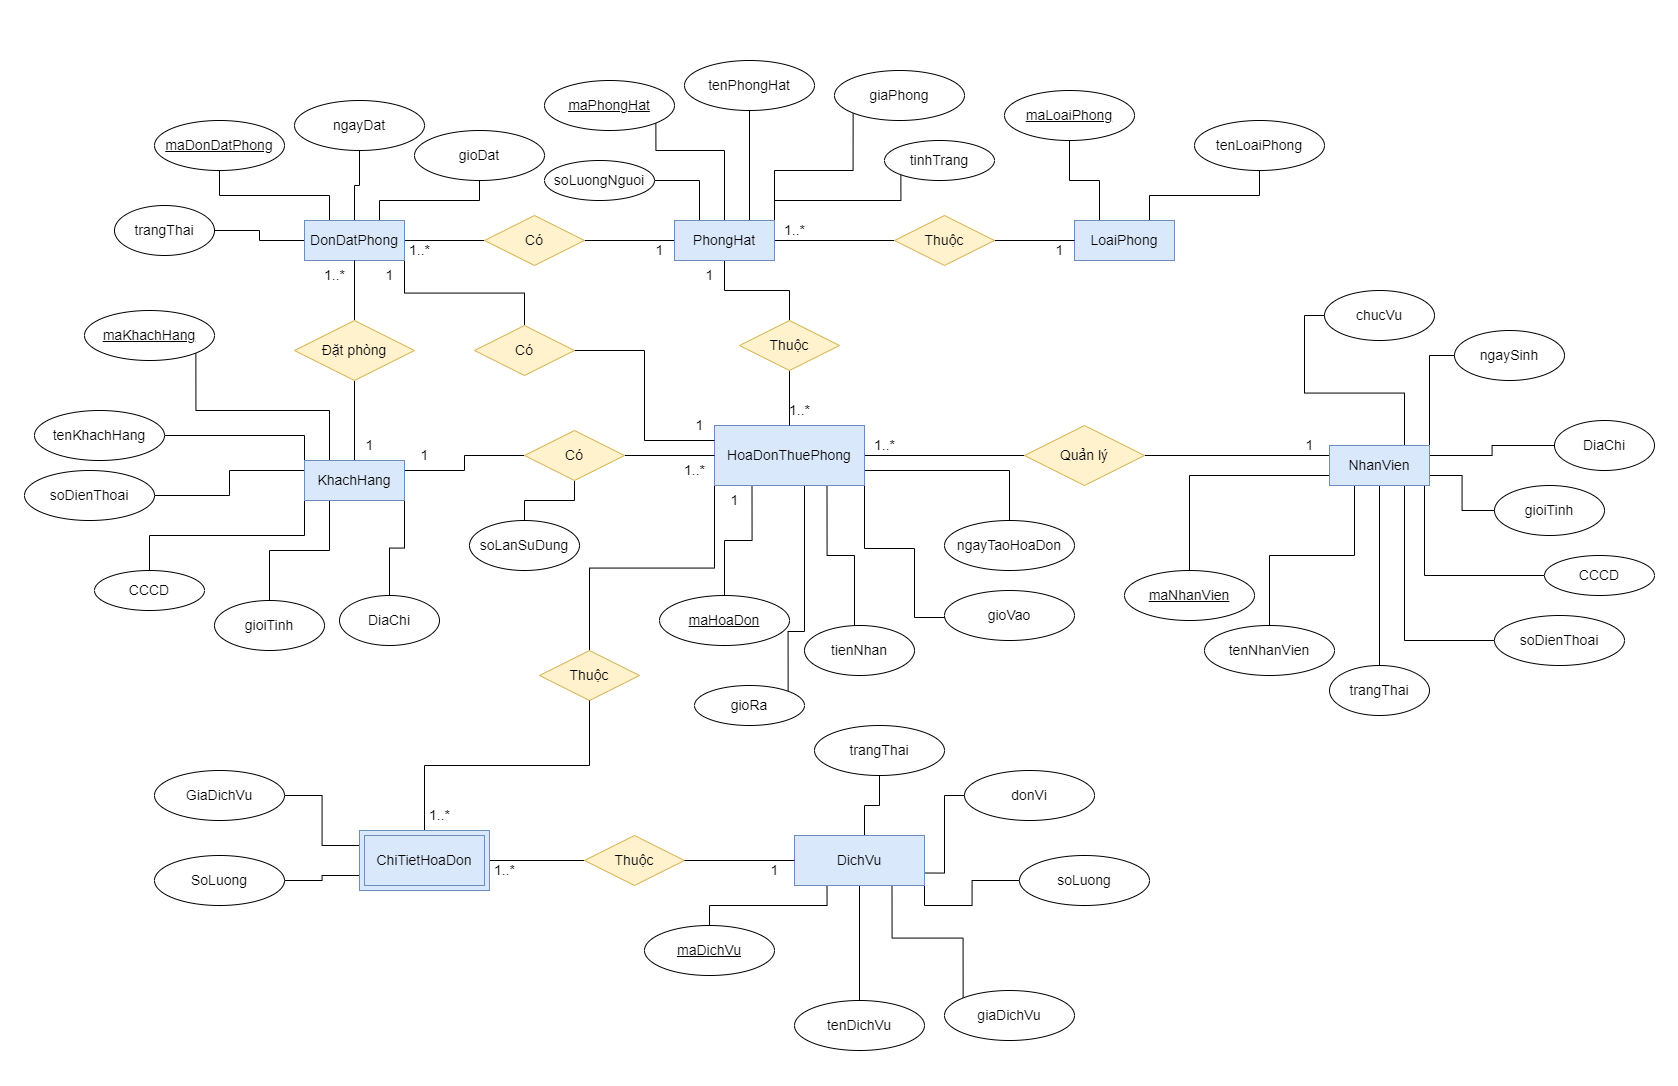 tenPhongHat
giaPhong
maPhongHat
maLoaiPhong
ngayDat
maDonDatPhong
tenLoaiPhong
gioDat
tinhTrang
soLuongNguoi
trangThai
DonDatPhong
1..*
Có
1
PhongHat
1..*
Thuộc
1
LoaiPhong
1..*
1
1
chucVu
maKhachHang
Đặt phòng
Có
Thuộc
ngaySinh
1..*
tenKhachHang
1
1
1
1..*
1
DiaChi
KhachHang
Có
HoaDonThuePhong
Quản lý
NhanVien
1..*
1
soDienThoai
gioiTinh
soLanSuDung
ngayTaoHoaDon
CCCD
CCCD
maNhanVien
gioiTinh
DiaChi
maHoaDon
gioVao
tienNhan
tenNhanVien
soDienThoai
Thuộc
gioRa
trangThai
trangThai
GiaDichVu
donVi
1..*
ChiTietHoaDon
1..*
Thuộc
1
DichVu
SoLuong
soLuong
maDichVu
tenDichVu
giaDichVu